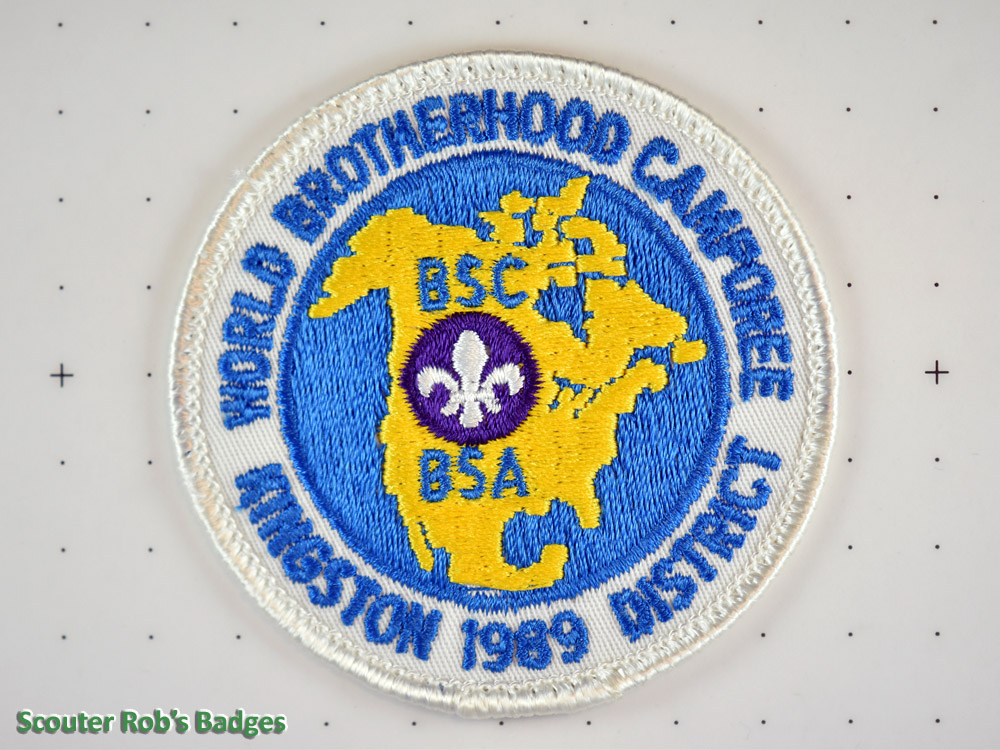 WORLD BROTHERHOOD CAMPOREE
BSC
BSA
KINGSTON 1989 DISTRICT
Scouter Rob's Badges